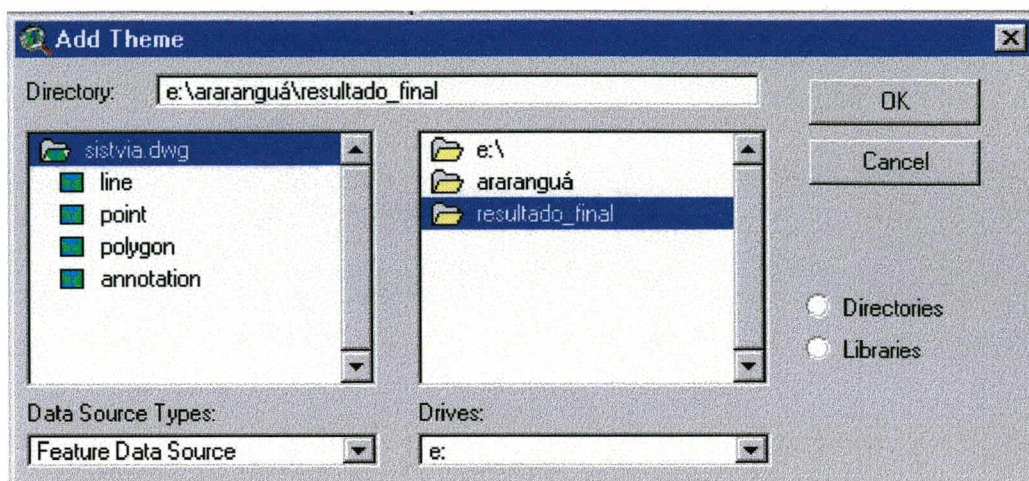 Add Theme
Directory: e:\araranguá\resultado_final
OK
Cancel
sistvia.dwg
line
point
polygon
annotation
e:\
araranguá
resultado_final
Directories
Libraries
Data Source Types:
Feature Data Source
Drives:
e: